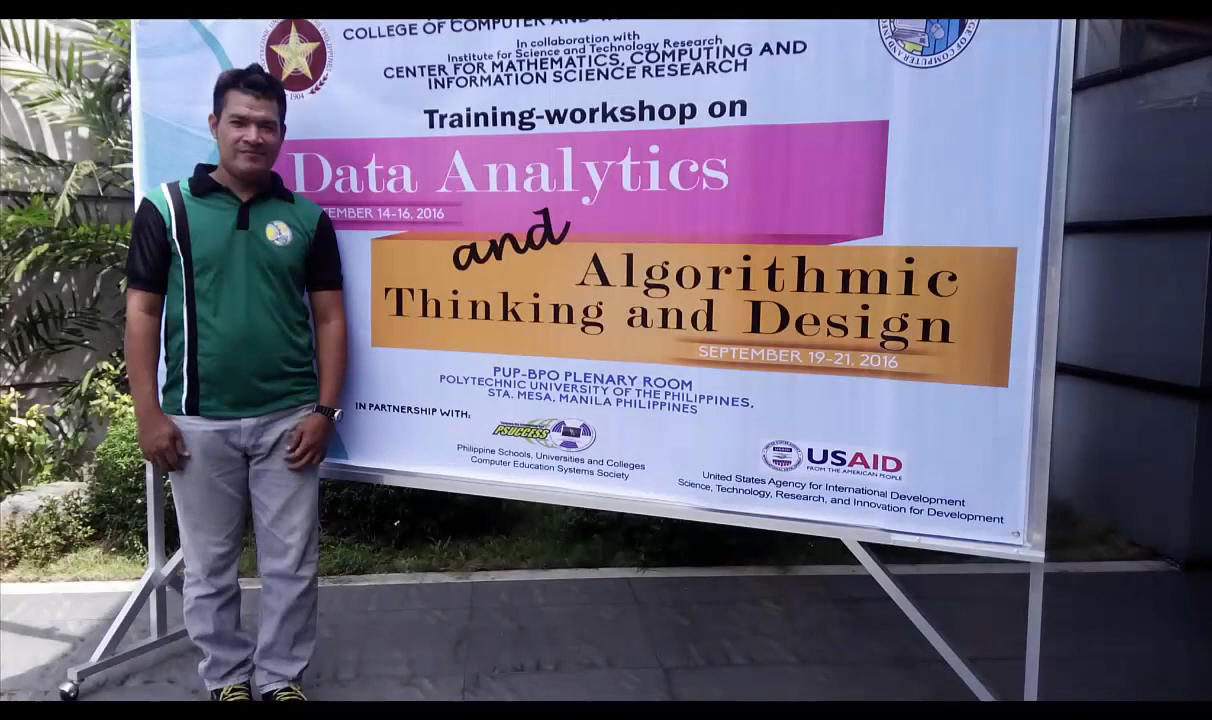 COLLEGE OF COMPUTER AND
In collaboration with
Institute for Science and Technology Research
CENTER FOR MATHEMATICS, COMPUTING AND
INFORMATION SCIENCE RESEARCH
1904
Training-workshop on
Data Analytics
TEMBER 14-16, 2016
and
Algorithmic
Thinking and Design
SEPTEMBER 19-21, 2016
PUP-BPO PLENARY ROOM
POLYTECHNIC UNIVERSITY OF THE PHILIPPINES,
STA. MESA, MANILA PHILIPPINES
IN PARTNERSHIP WITH:
PSUCCESS
Philippine Schools, Universities and Colleges
Computer Education Systems Society
USAID
FROM THE AMERICAN PEOPLE
United States Agency for International Development
Science, Technology, Research, and Innovation for Development